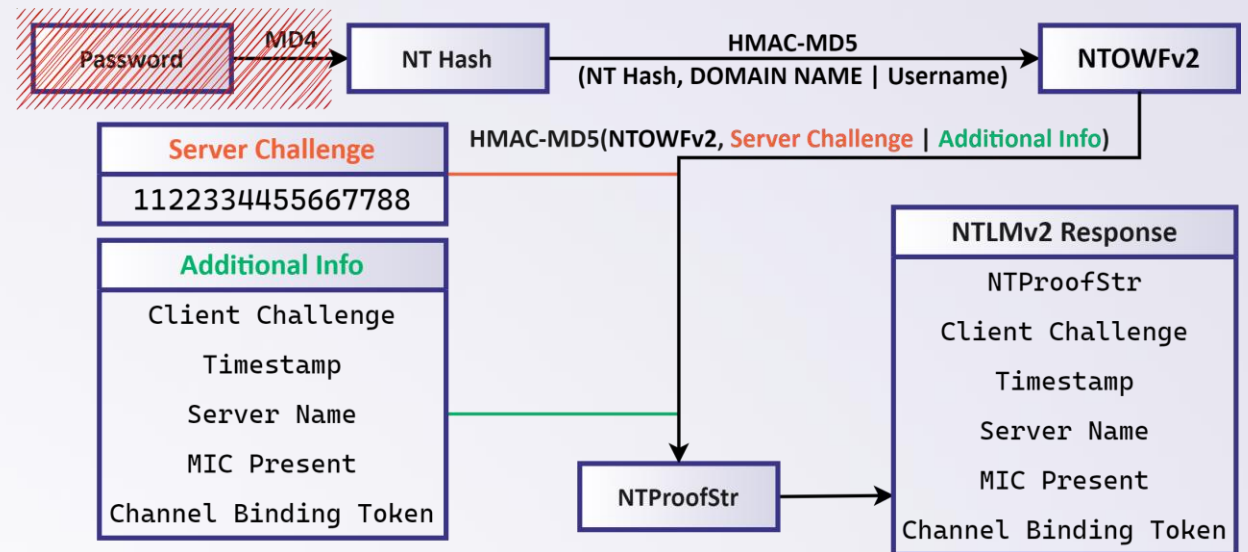 Password
MD4
NT Hash
HMAC-MD5
(NT Hash, DOMAIN NAME | Username)
NTOWFv2
HMAC-MD5(NTOWFv2, Server Challenge | Additional Info)
Server Challenge
1122334455667788
Additional Info
Client Challenge
Timestamp
Server Name
MIC Present
Channel Binding Token
NTProofStr
NTLMv2 Response
NTProofStr
Client Challenge
Timestamp
Server Name
MIC Present
Channel Binding Token